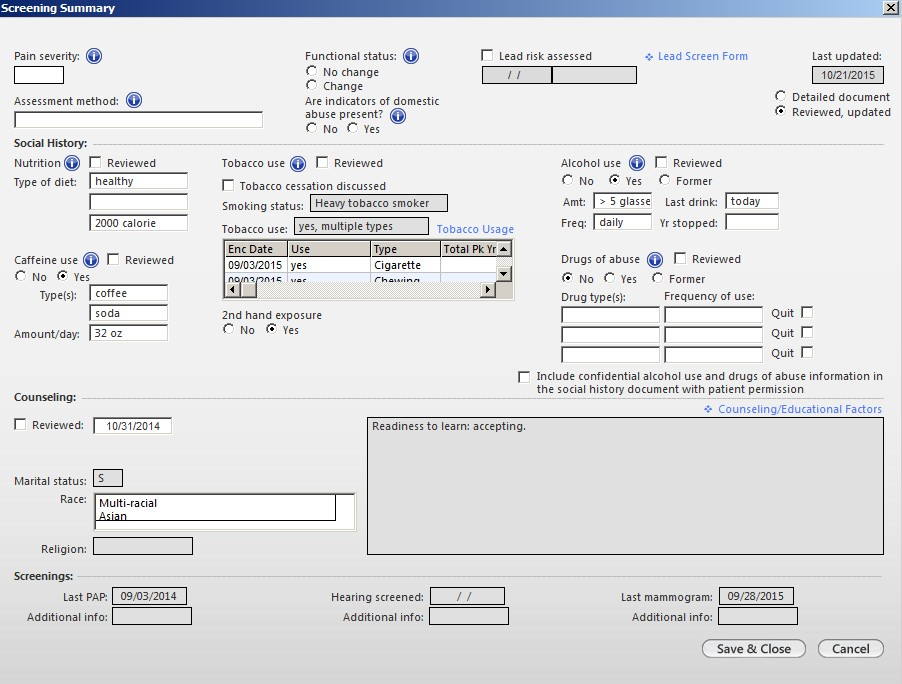 Screening Summary
Pain severity:
Functional status:
Lead risk assessed
Lead Screen Form
Last updated:
No change
/ /
10/21/2015
Change
Assessment method:
Are indicators of domestic
abuse present?
Detailed document
Reviewed, updated
No Yes
Social History:
Nutrition Reviewed
Tobacco use Reviewed
Alcohol use Reviewed
Type of diet: healthy
Tobacco cessation discussed
No Yes Former
Smoking status: Heavy tobacco smoker
Amt: > 5 glasse Last drink: today
2000 calorie
Tobacco use: yes, multiple types Tobacco Usage
Freq: daily Yr stopped:
Enc Date Use Type Total Pk Yr
09/03/2015 yes Cigarette
09/03/2015 yes Chewing
Caffeine use Reviewed
No Yes
Drugs of abuse Reviewed
No Yes Former
Type(s): coffee
soda
Drug type(s): Frequency of use:
Quit
Quit
Quit
2nd hand exposure
No Yes
Amount/day: 32 oz
Include confidential alcohol use and drugs of abuse information in
the social history document with patient permission
Counseling:
Counseling/Educational Factors
Reviewed: 10/31/2014
Readiness to learn: accepting.
Marital status: S
Race: Multi-racial
Asian
Religion:
Screenings:
Last PAP: 09/03/2014
Hearing screened: / /
Last mammogram: 09/28/2015
Additional info:
Additional info:
Additional info:
Save & Close
Cancel